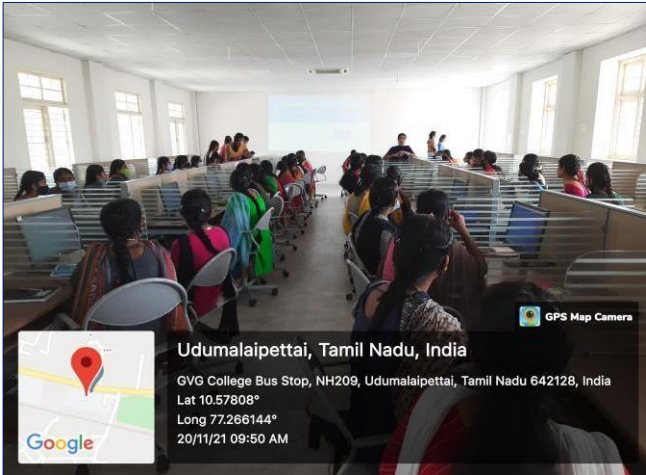 GPS Map Camera
Udumalaipettai, Tamil Nadu, India
GVG College Bus Stop, NH209, Udumalaipettai, Tamil Nadu 642128, India
Lat 10.57808°
Long 77.266144°
20/11/21 09:50 AM
Google